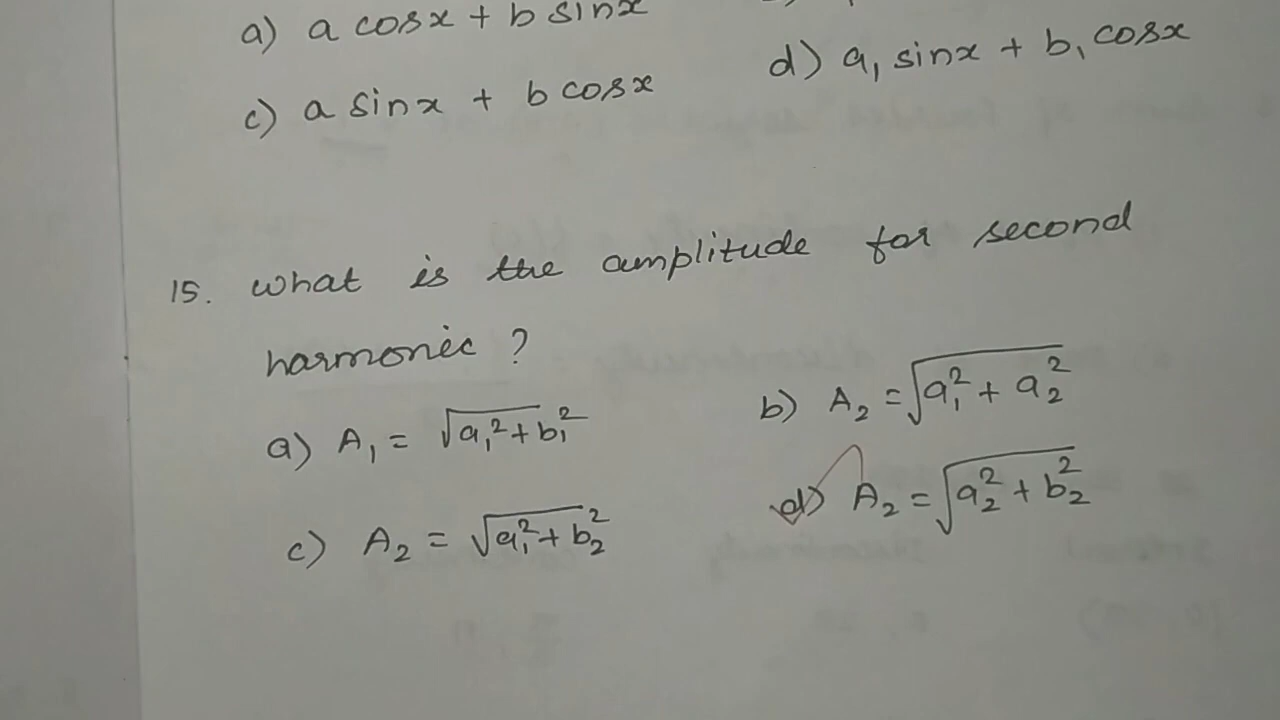 a) a cosx + b sinx
c) a sinx + b cosx
d) a₁ sinx + b₁ cosx
15. What is the amplitude for second
harmonic ?
a) A₁ = √(a₁² + b₁²)
b) A₂ = √(a₁² + a₂²)
c) A₂ = √(a₁² + b₂²)
d) A₂ = √(a₂² + b₂²)